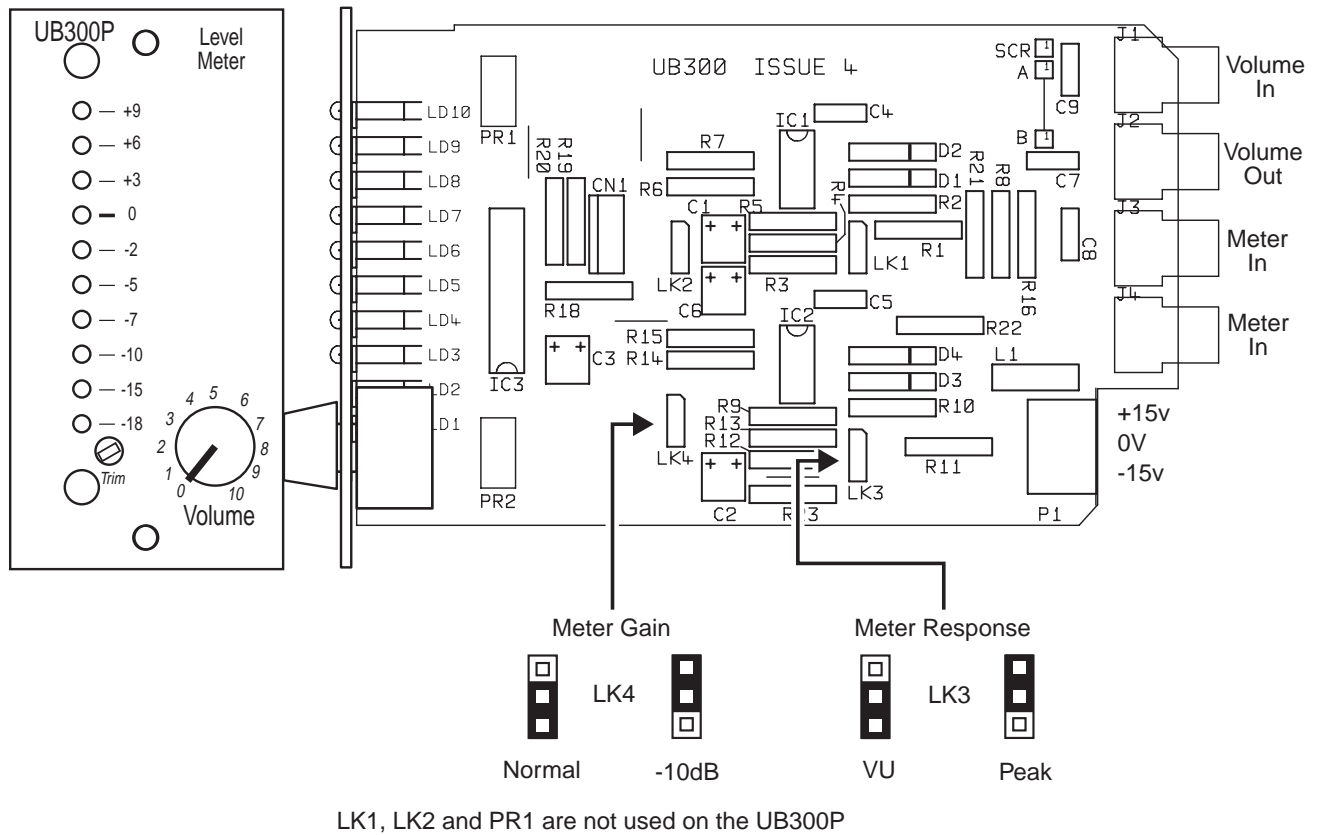 UB300P
Level
Meter
+9
+6
+3
0
-2
-5
-7
-10
-15
-18
Trim
0
1
2
3
4
5
6
7
8
9
10
Volume
LD10
LD9
LD8
LD7
LD6
LD5
LD4
LD3
LD2
LD1
PR1
PR2
UB300 ISSUE 4
R20
R19
CN1
IC3
R18
C3
R7
R6
C1
R5
R4
LK2
C6
R3
LK1
IC1
C4
D2
D1
R2
R1
R21
R8
R16
SCR 1
A 1
B 1
C9
C7
C8
R15
R14
IC2
C5
D4
D3
R10
R22
L1
R11
R9
R13
R12
LK4
C2
R23
LK3
P1
J1
J2
J3
J4
Volume
In
Volume
Out
Meter
In
Meter
In
+15v
0V
-15v
Meter Gain
LK4
Normal
-10dB
Meter Response
LK3
VU
Peak
LK1, LK2 and PR1 are not used on the UB300P